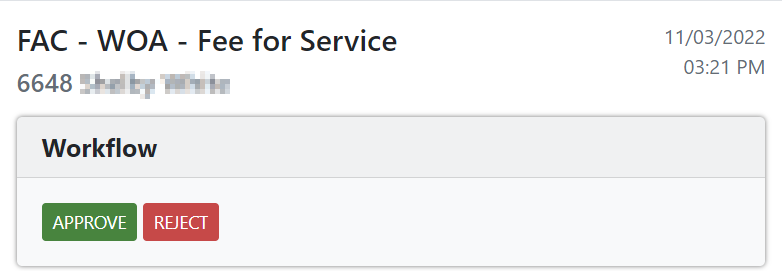 FAC - WOA - Fee for Service
11/03/2022
03:21 PM
6648
Workflow
APPROVE REJECT